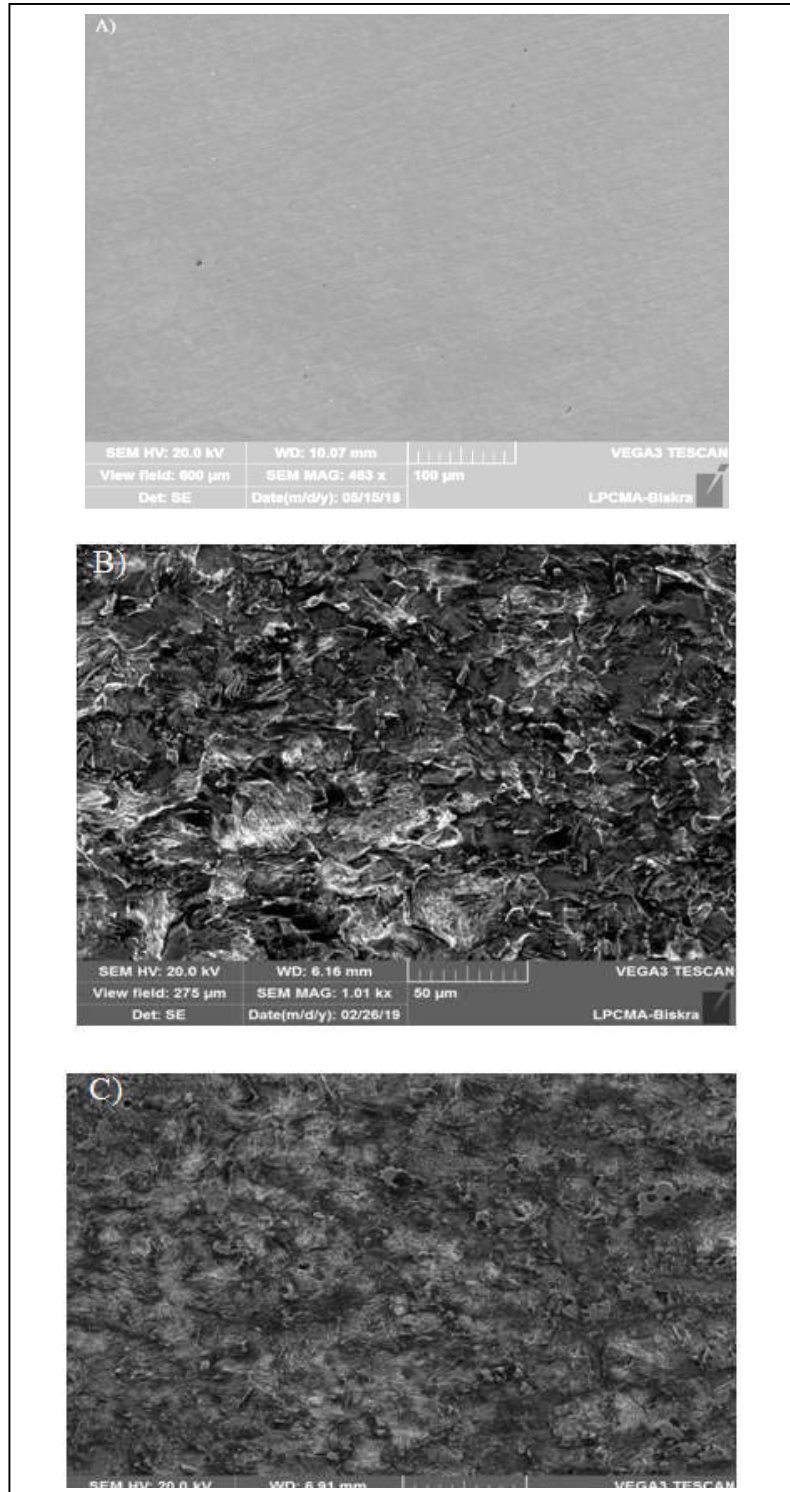 A)
SEM HV: 20.0 kV WD: 10.07 mm VEGA3 TESCAN
View field: 600 µm SEM MAG: 463 x 100 µm
Det: SE Date(m/d/y): 05/15/19 LPCMA-Biskra
B)
SEM HV: 20.0 kV WD: 6.16 mm VEGA3 TESCAN
View field: 275 µm SEM MAG: 1.01 kx 50 µm
Det: SE Date(m/d/y): 02/26/19 LPCMA-Biskra
C)
SEM HV: 20.0 kV WD: 6.91 mm VEGA3 TESCAN